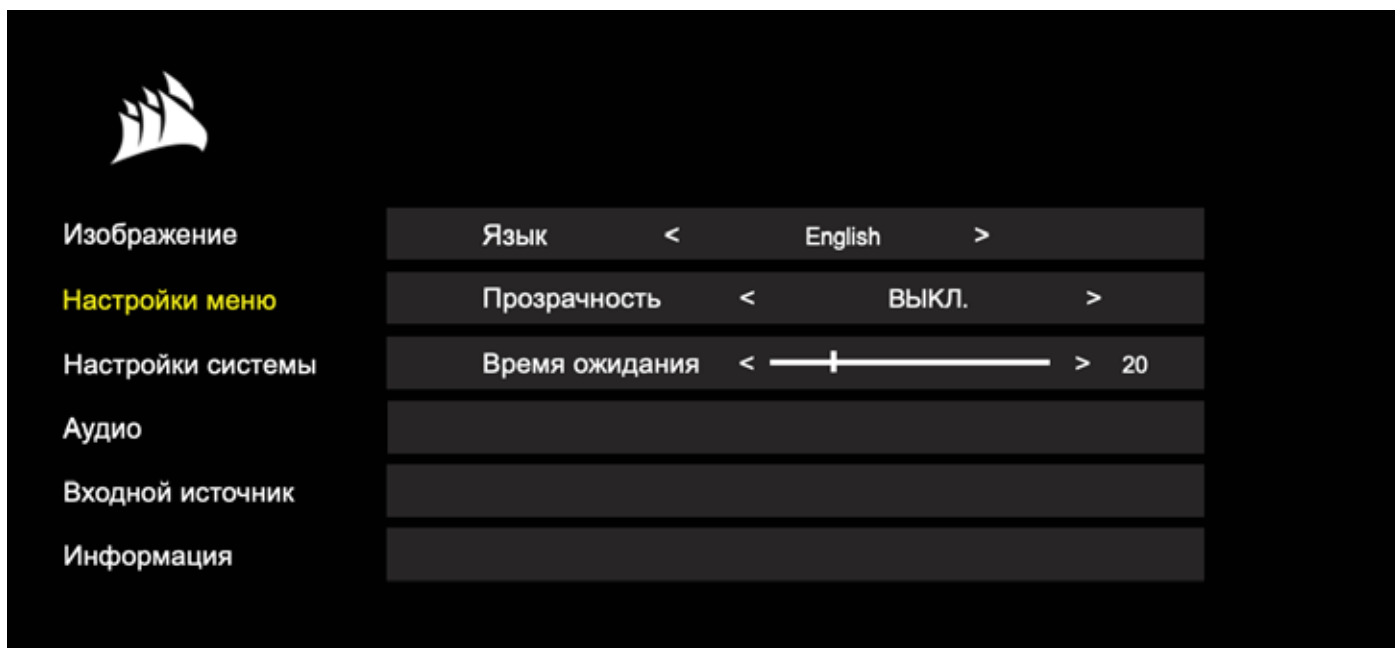 Изображение
Язык < English >
Настройки меню
Прозрачность < ВЫКЛ. >
Настройки системы
Время ожидания < > 20
Аудио
Входной источник
Информация